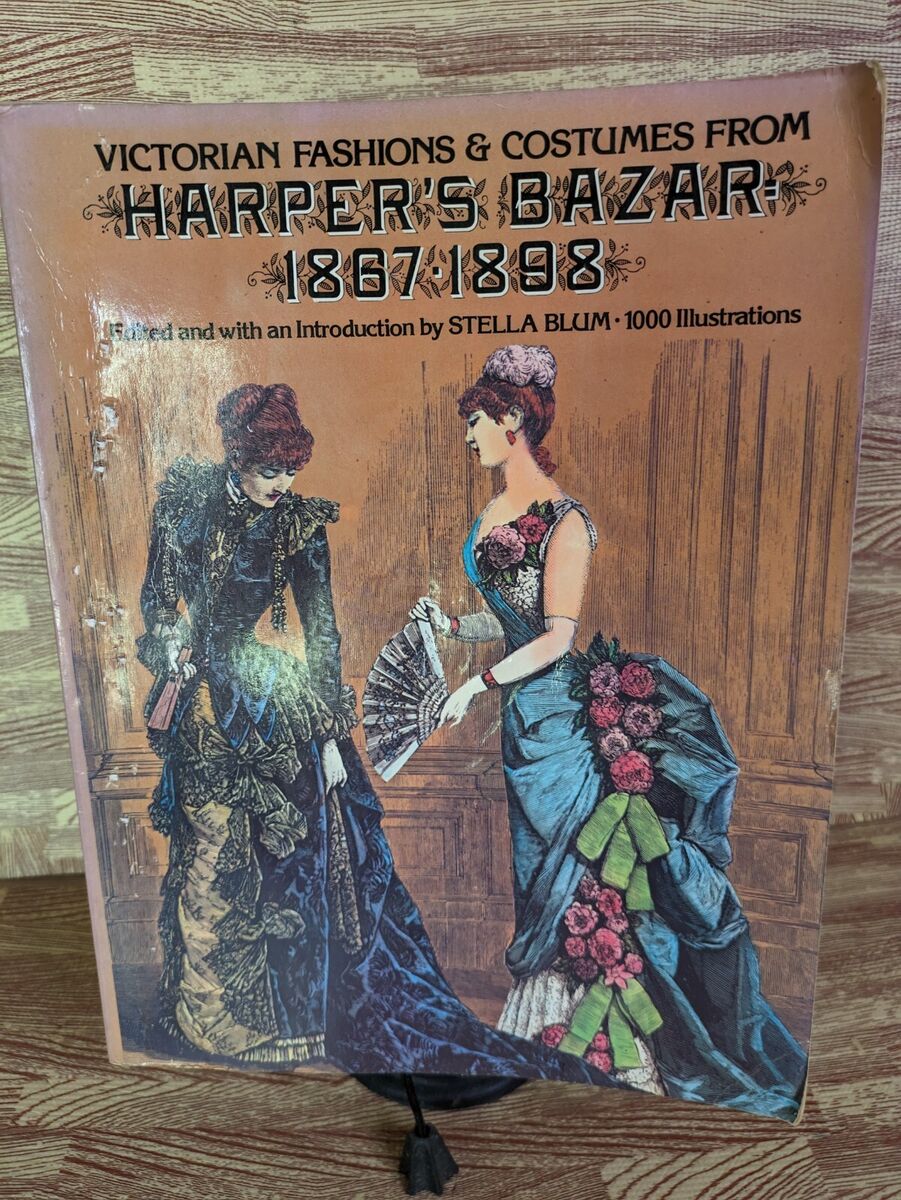 VICTORIAN FASHIONS & COSTUMES FROM
HARPER'S BAZAR:
1867·1898
Edited and with an Introduction by STELLA BLUM · 1000 Illustrations